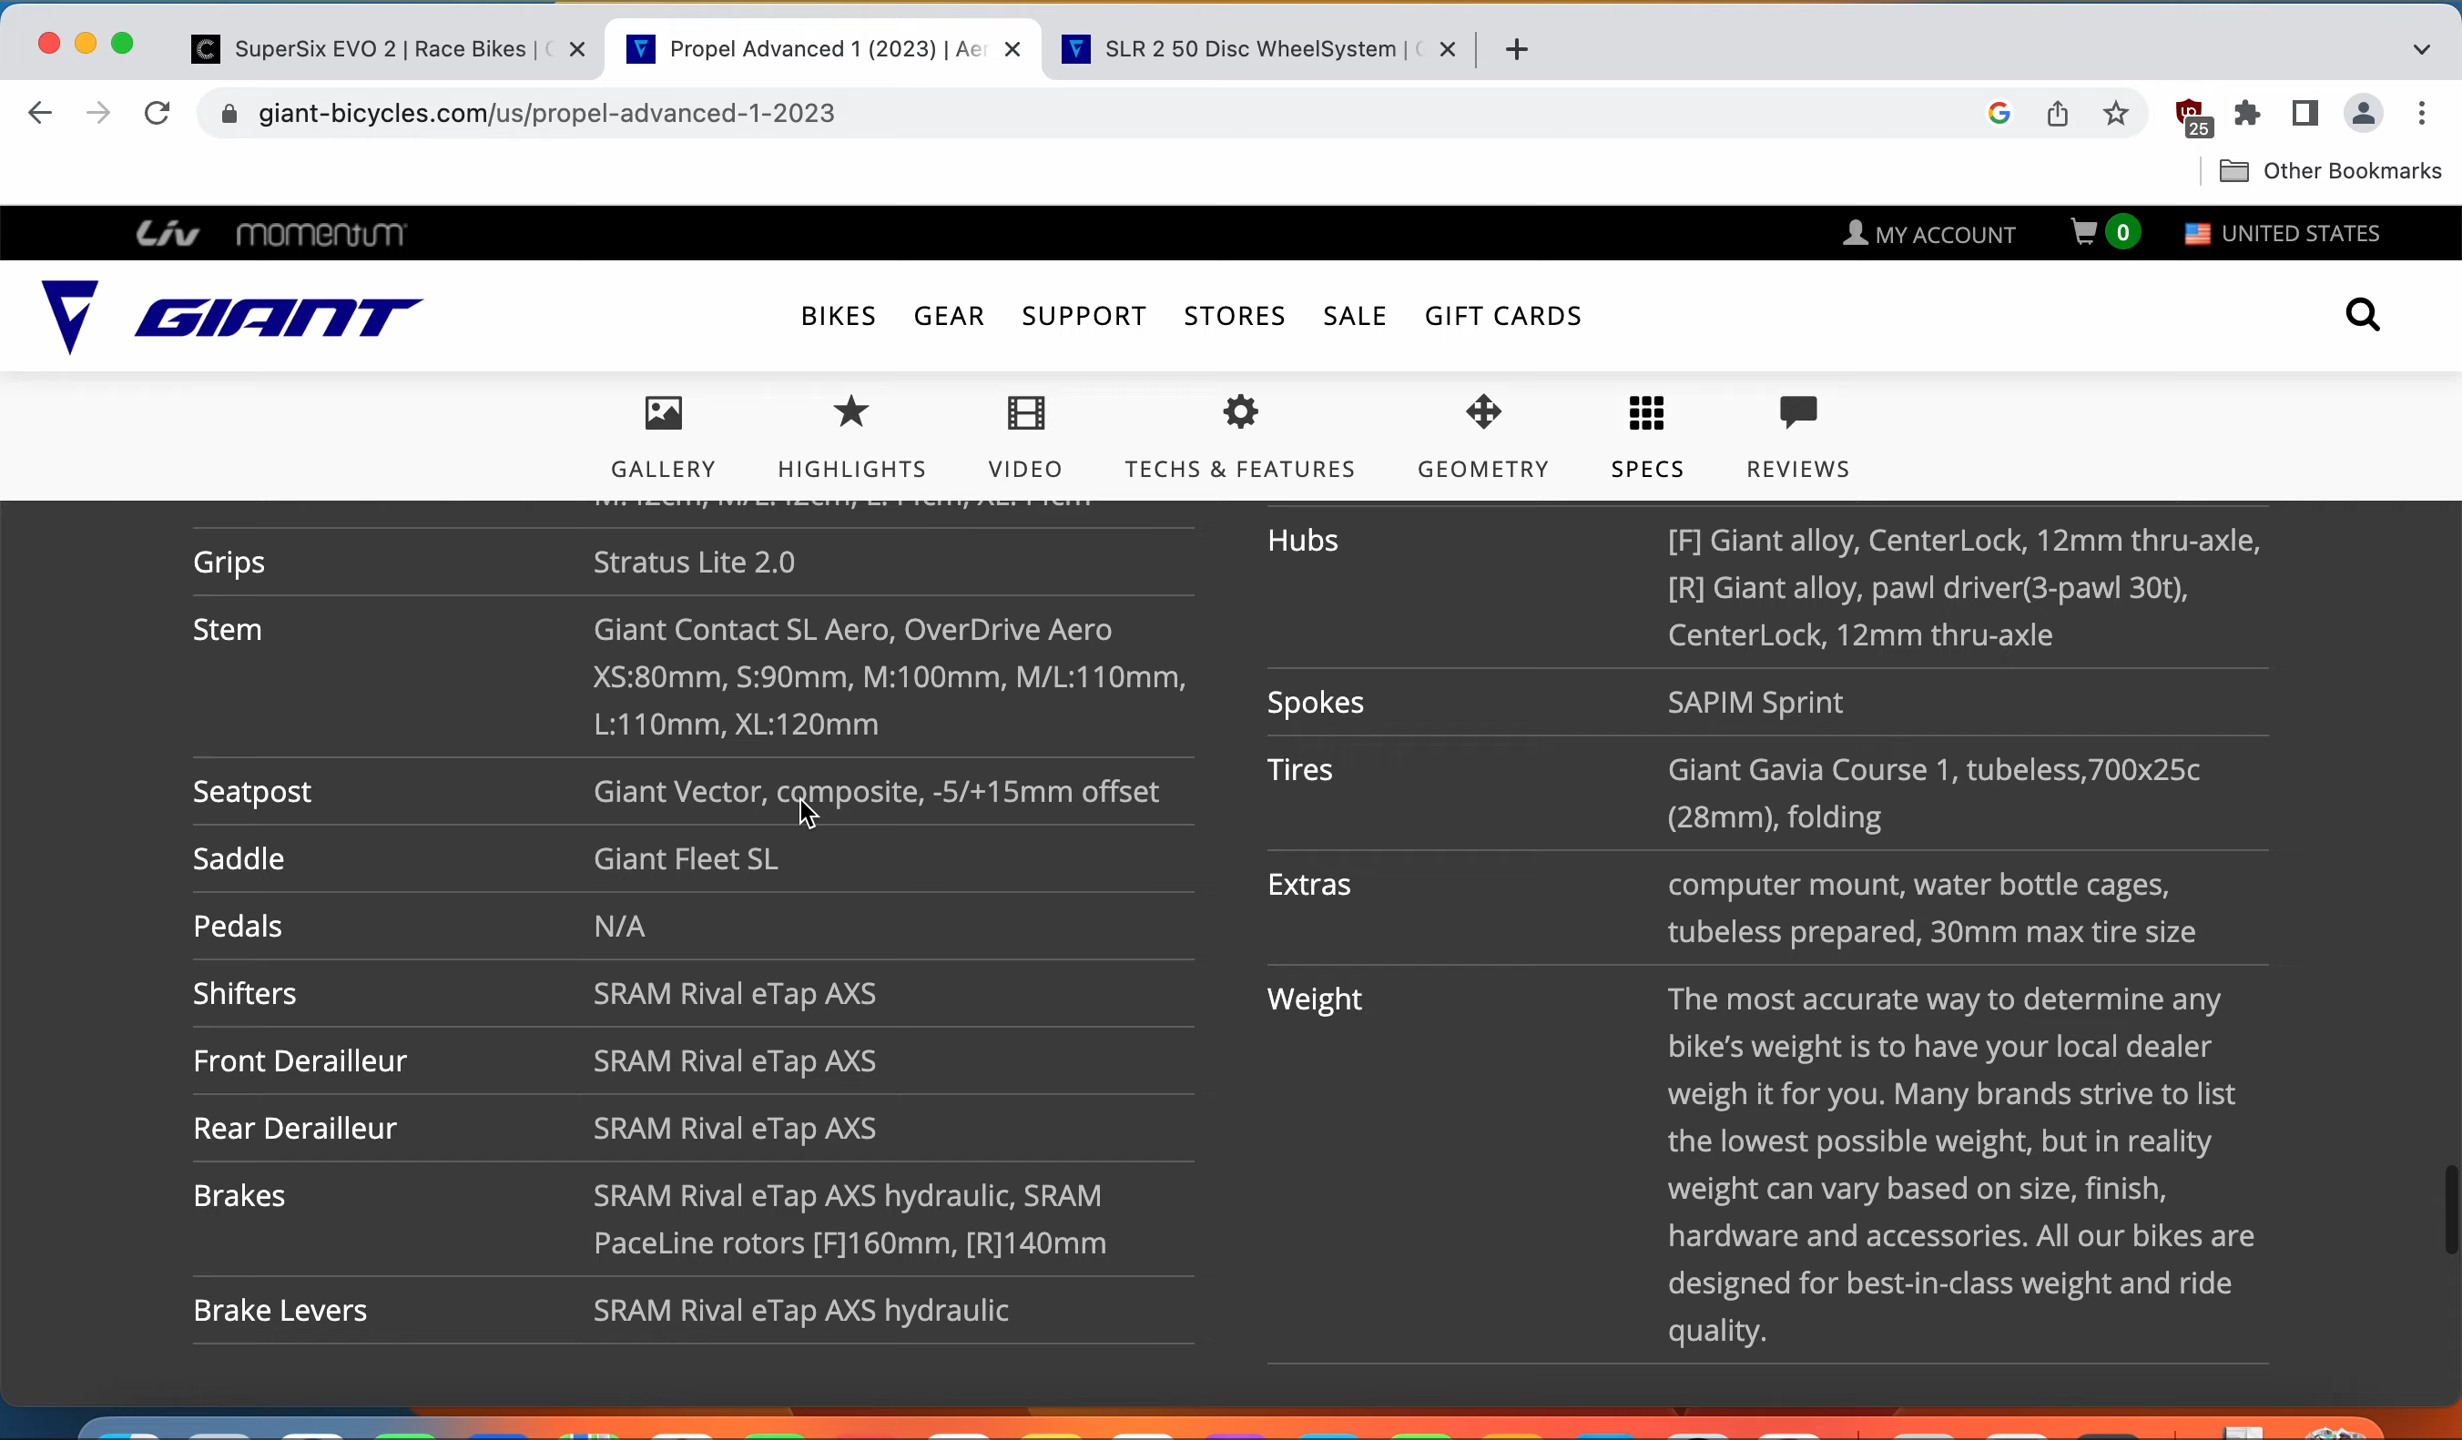 SuperSix EVO 2 | Race Bikes |
Propel Advanced 1 (2023) | Aer
SLR 2 50 Disc WheelSystem |
giant-bicycles.com/us/propel-advanced-1-2023
25
Other Bookmarks
Liv momentum
MY ACCOUNT
0
UNITED STATES
GIANT
BIKES GEAR SUPPORT STORES SALE GIFT CARDS
GALLERY HIGHLIGHTS VIDEO TECHS & FEATURES GEOMETRY SPECS REVIEWS
Grips Stratus Lite 2.0
Stem Giant Contact SL Aero, OverDrive Aero
XS:80mm, S:90mm, M:100mm, M/L:110mm,
L:110mm, XL:120mm
Seatpost Giant Vector, composite, -5/+15mm offset
Saddle Giant Fleet SL
Pedals N/A
Shifters SRAM Rival eTap AXS
Front Derailleur SRAM Rival eTap AXS
Rear Derailleur SRAM Rival eTap AXS
Brakes SRAM Rival eTap AXS hydraulic, SRAM
PaceLine rotors [F]160mm, [R]140mm
Brake Levers SRAM Rival eTap AXS hydraulic
Hubs [F] Giant alloy, CenterLock, 12mm thru-axle,
[R] Giant alloy, pawl driver(3-pawl 30t),
CenterLock, 12mm thru-axle
Spokes SAPIM Sprint
Tires Giant Gavia Course 1, tubeless,700x25c
(28mm), folding
Extras computer mount, water bottle cages,
tubeless prepared, 30mm max tire size
Weight The most accurate way to determine any
bike’s weight is to have your local dealer
weigh it for you. Many brands strive to list
the lowest possible weight, but in reality
weight can vary based on size, finish,
hardware and accessories. All our bikes are
designed for best-in-class weight and ride
quality.